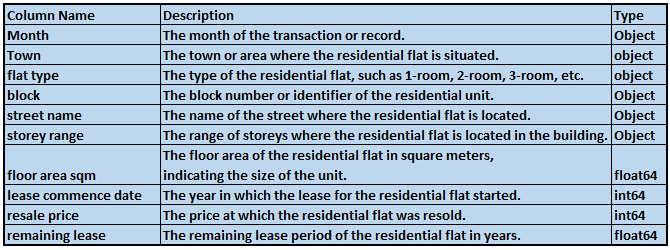 Column Name Description Type
Month The month of the transaction or record. Object
Town The town or area where the residential flat is situated. object
flat type The type of the residential flat, such as 1-room, 2-room, 3-room, etc. object
block The block number or identifier of the residential unit. Object
street name The name of the street where the residential flat is located. Object
storey range The range of storeys where the residential flat is located in the building. Object
The floor area of the residential flat in square meters,
floor area sqm indicating the size of the unit. float64
lease commence date The year in which the lease for the residential flat started. int64
resale price The price at which the residential flat was resold. int64
remaining lease The remaining lease period of the residential flat in years. float64